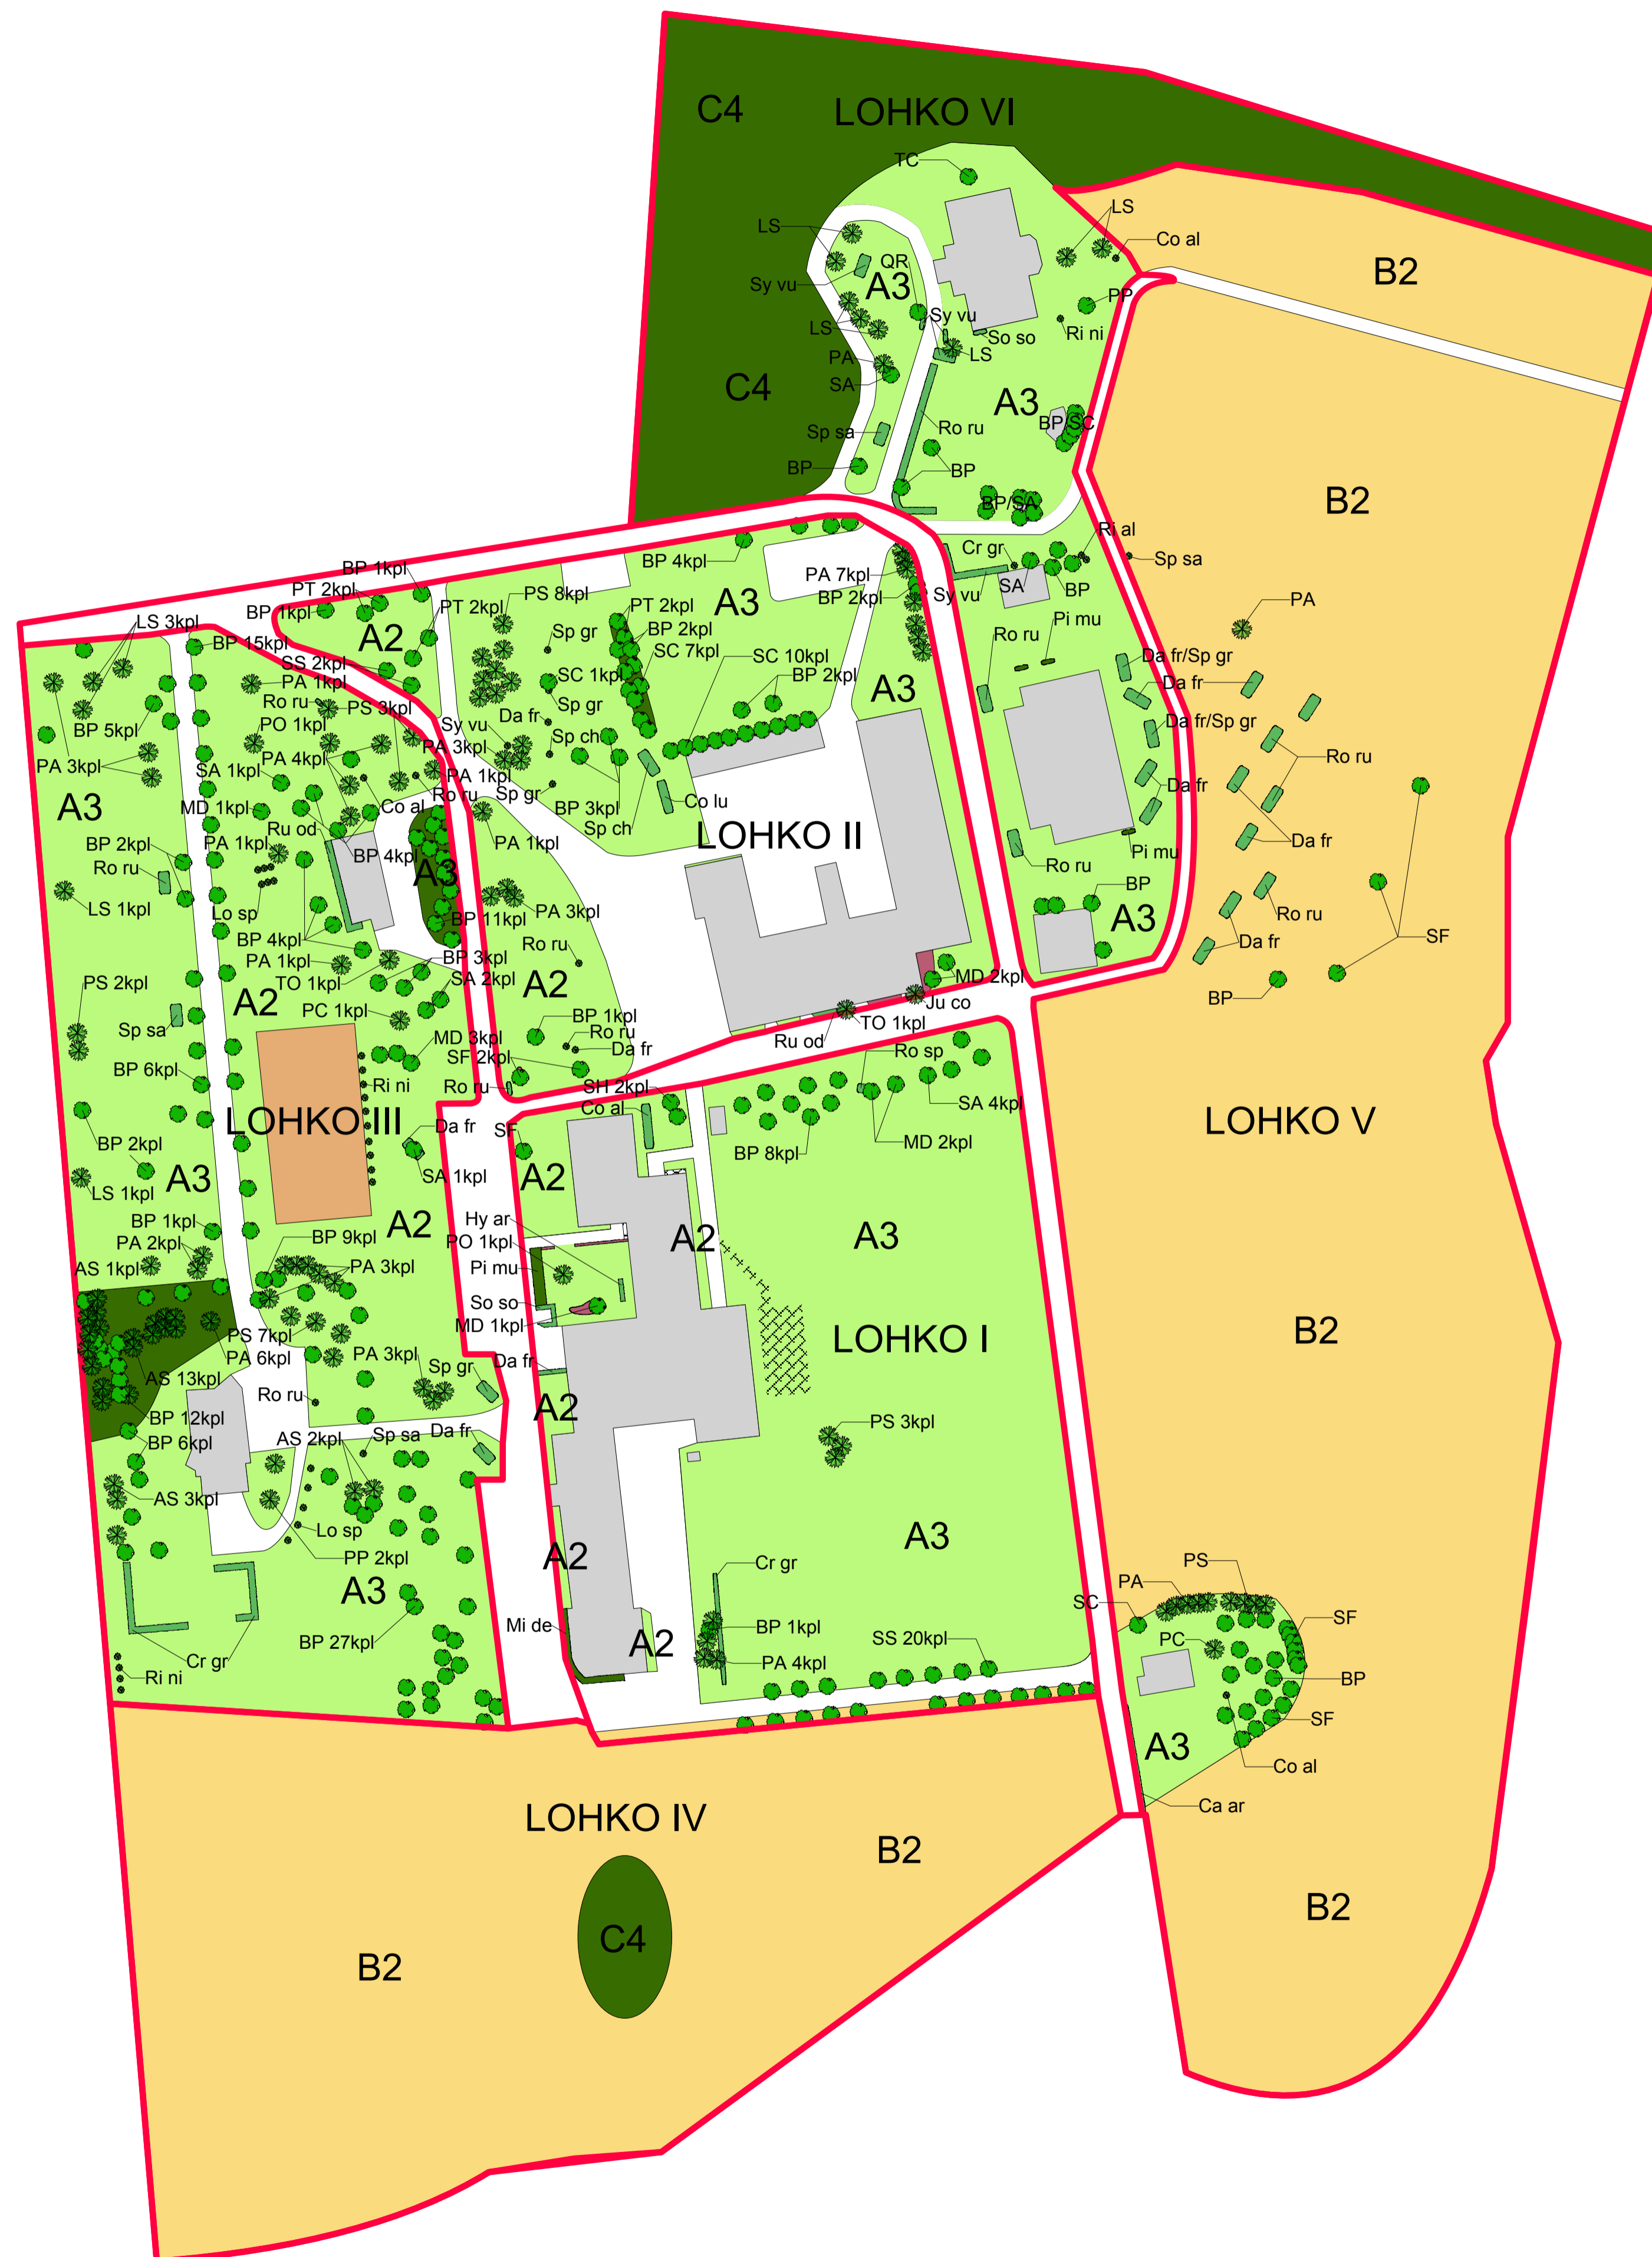 C4
LOHKO VI
TC
LS
LS
Co al
QR
B2
Sy vu
A3
PP
Sy vu
LS
So so
Ri ni
LS
PA
SA
C4
A3
BP/SC
Ro ru
Sp sa
BP
BP
B2
BP/SA
Ri al
Cr gr
BP 4kpl
Sp sa
BP 1kpl
PA 7kpl
SA
BP
PT 2kpl
PS 8kpl
BP 2kpl
Sy vu
PA
BP 1kpl
PT 2kpl
PT 2kpl
A3
LS 3kpl
A2
Sp gr
BP 2kpl
Pi mu
BP 15kpl
SC 7kpl
Ro ru
SS 2kpl
SC 10kpl
Da fr/Sp gr
PA 1kpl
SC 1kpl
BP 2kpl
Da fr
A3
Ro ru
PS 3kpl
Sp gr
BP 5kpl
PO 1kpl
Sy vu
Da fr
Da fr/Sp gr
Sp ch
PA 3kpl
PA 3kpl
PA 4kpl
Ro ru
SA 1kpl
PA 1kpl
Da fr
A3
MD 1kpl
Co al
Ro ru
Sp gr
BP 3kpl
Co lu
Ru od
Sp ch
LOHKO II
BP 2kpl
PA 1kpl
PA 1kpl
Da fr
BP 4kpl
Pi mu
Ro ru
A3
Ro ru
LS 1kpl
BP
Lo sp
BP 11kpl
PA 3kpl
A3
Ro ru
BP 4kpl
Ro ru
Da fr
SF
PA 1kpl
BP 3kpl
PS 2kpl
TO 1kpl
SA 2kpl
A2
MD 2kpl
A2
BP
PC 1kpl
BP 1kpl
Ju co
Sp sa
TO 1kpl
MD 3kpl
Ro ru
Ru od
SF 2kpl
Da fr
Ro sp
BP 6kpl
Ri ni
Ro ru
SH 2kpl
SA 4kpl
LOHKO III
Da fr
Co al
LOHKO V
SF
MD 2kpl
BP 2kpl
BP 8kpl
A3
SA 1kpl
A2
LS 1kpl
BP 1kpl
A2
Hy ar
A2
A3
PA 2kpl
BP 9kpl
PO 1kpl
AS 1kpl
PA 3kpl
Pi mu
So so
MD 1kpl
B2
PS 7kpl
LOHKO I
PA 6kpl
PA 3kpl
Sp gr
Da fr
AS 13kpl
Ro ru
A2
BP 12kpl
PS 3kpl
BP 6kpl
AS 2kpl
Sp sa
Da fr
AS 3kpl
A3
Lo sp
A2
PP 2kpl
Cr gr
PS
A3
PA
SC
SF
Mi de
BP 1kpl
BP 27kpl
A2
PC
SS 20kpl
Cr gr
PA 4kpl
Ri ni
BP
SF
A3
Co al
Ca ar
LOHKO IV
B2
B2
C4
B2